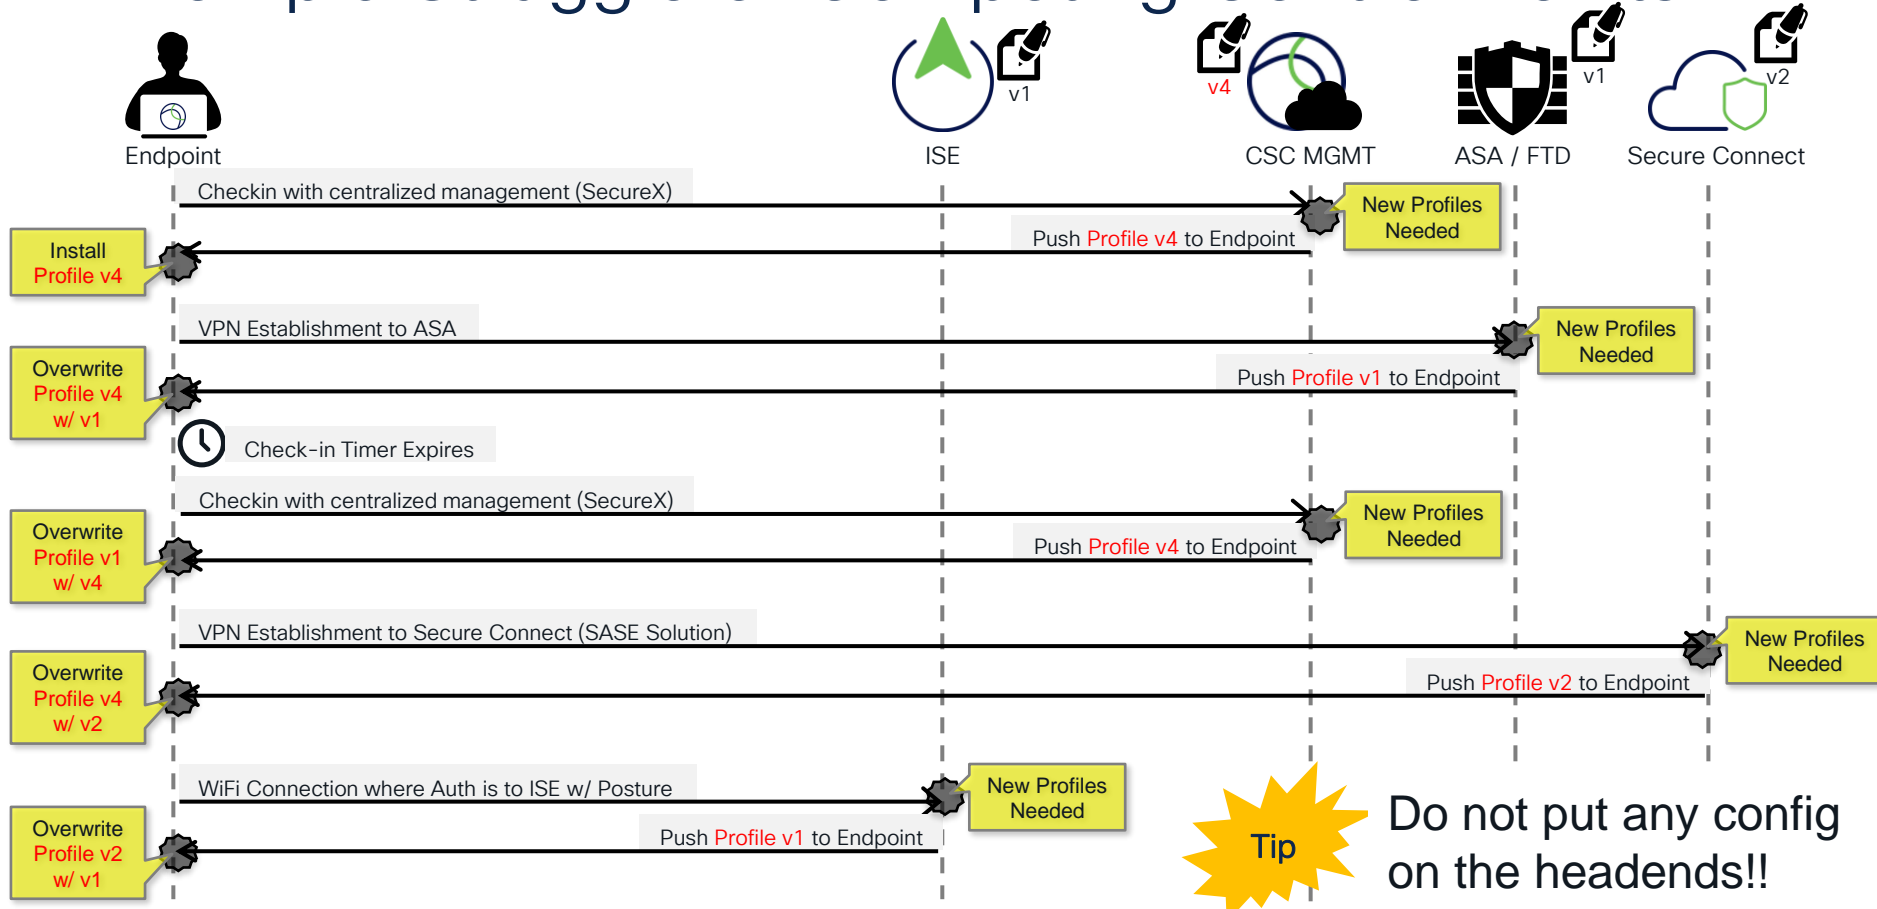 v1
v4
v1
v2
Endpoint
ISE
CSC MGMT
ASA / FTD
Secure Connect
Checkin with centralized management (SecureX)
New Profiles
Needed
Push Profile v4 to Endpoint
Install
Profile v4
VPN Establishment to ASA
New Profiles
Needed
Push Profile v1 to Endpoint
Overwrite
Profile v4
w/ v1
Check-in Timer Expires
Checkin with centralized management (SecureX)
New Profiles
Needed
Push Profile v4 to Endpoint
Overwrite
Profile v1
w/ v4
VPN Establishment to Secure Connect (SASE Solution)
New Profiles
Needed
Push Profile v2 to Endpoint
Overwrite
Profile v4
w/ v2
WiFi Connection where Auth is to ISE w/ Posture
New Profiles
Needed
Push Profile v1 to Endpoint
Overwrite
Profile v2
w/ v1
Tip
Do not put any config
on the headends!!